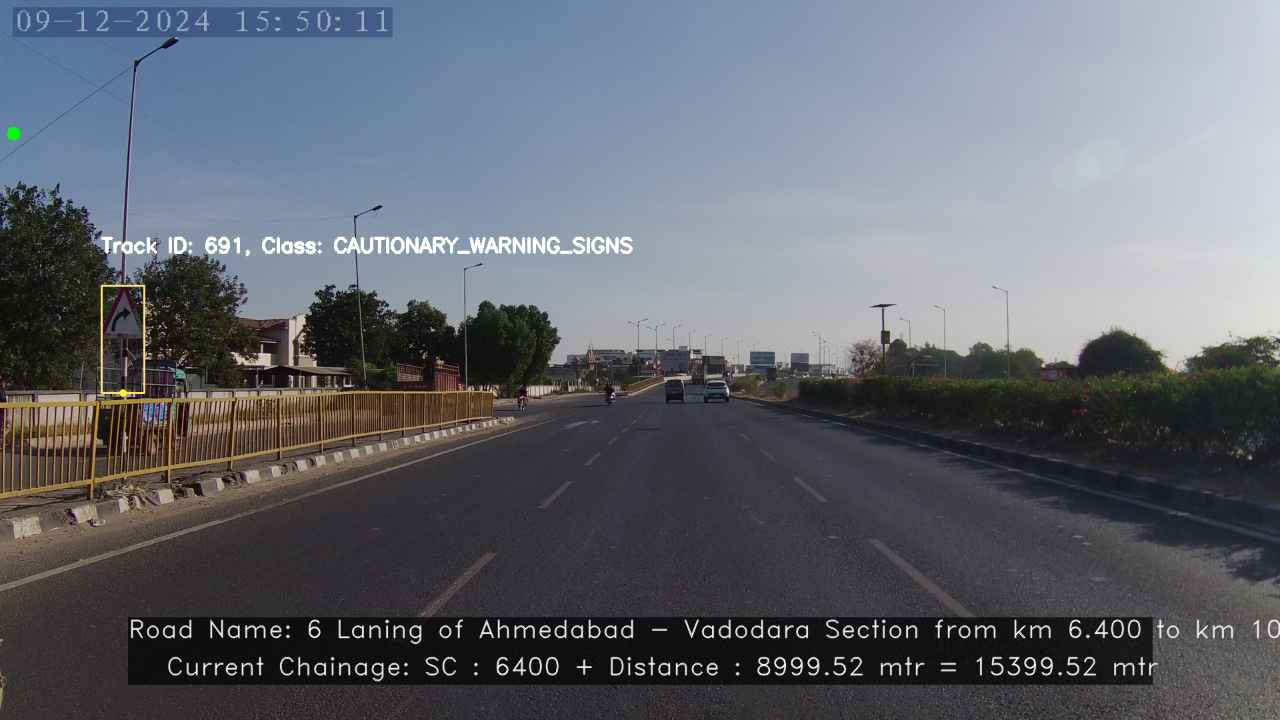 09-12-2024 15:50:11
Track ID: 691, Class: CAUTIONARY_WARNING_SIGNS
Road Name: 6 Laning of Ahmedabad - Vadodara Section from km 6.400 to km 10
Current Chainage: SC : 6400 + Distance : 8999.52 mtr = 15399.52 mtr